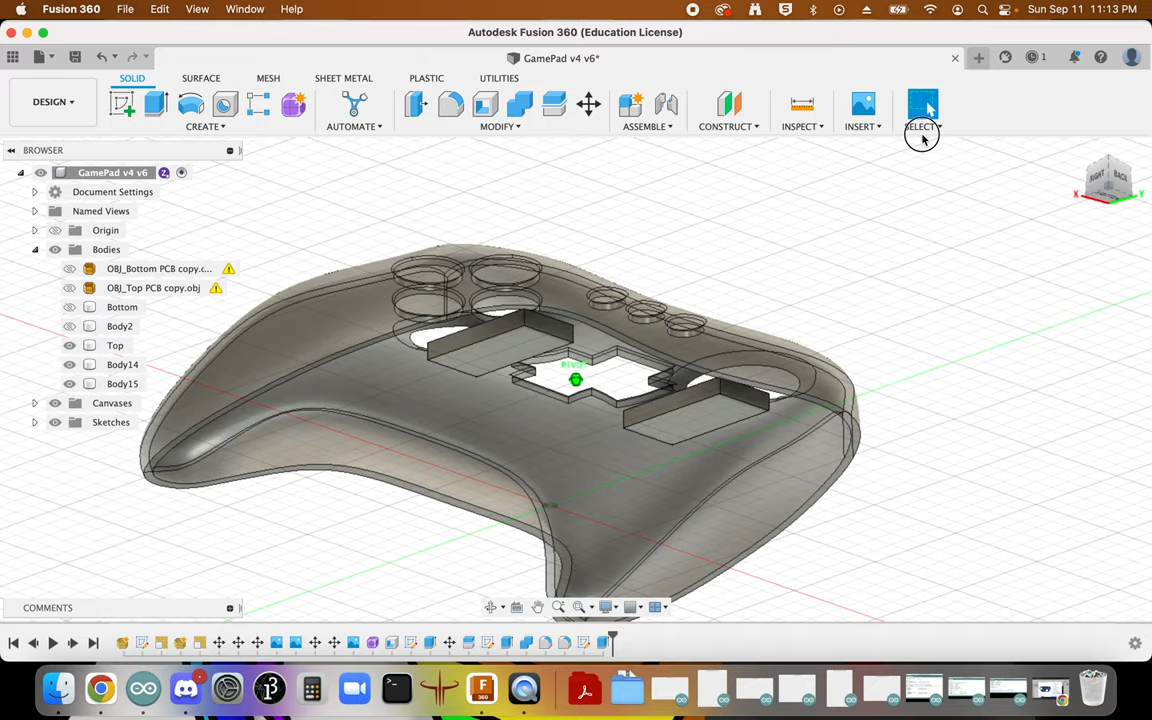 Fusion 360 File Edit View Window Help Sun Sep 11 11:13 PM
Autodesk Fusion 360 (Education License)
GamePad v4 v6* 1
SOLID SURFACE MESH SHEET METAL PLASTIC UTILITIES
DESIGN
CREATE AUTOMATE MODIFY ASSEMBLE CONSTRUCT INSPECT INSERT SELECT
BROWSER
GamePad v4 v6
Document Settings
Named Views
Origin
Bodies
OBJ_Bottom PCB copy.c...
OBJ_Top PCB copy.obj
Bottom
Body2
Top
Body14
Body15
Canvases
Sketches
RIGHT BACK
X Y
COMMENTS